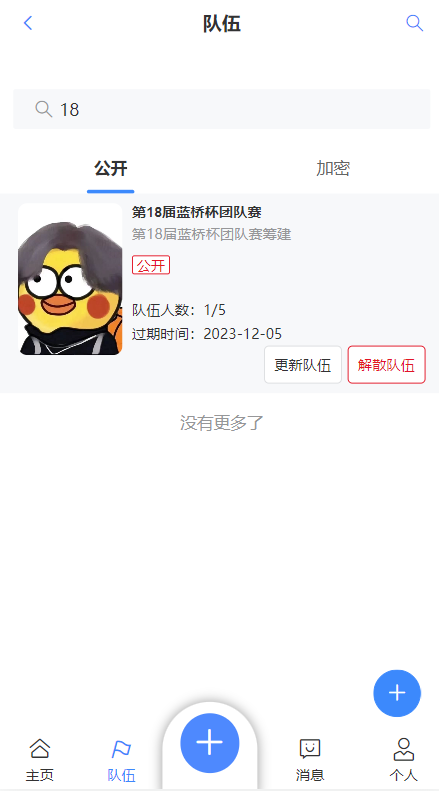 队伍
18
公开
加密
第18届蓝桥杯团队赛
第18届蓝桥杯团队赛筹建
公开
队伍人数：1/5
过期时间：2023-12-05
更新队伍
解散队伍
没有更多了
主页
队伍
消息
个人